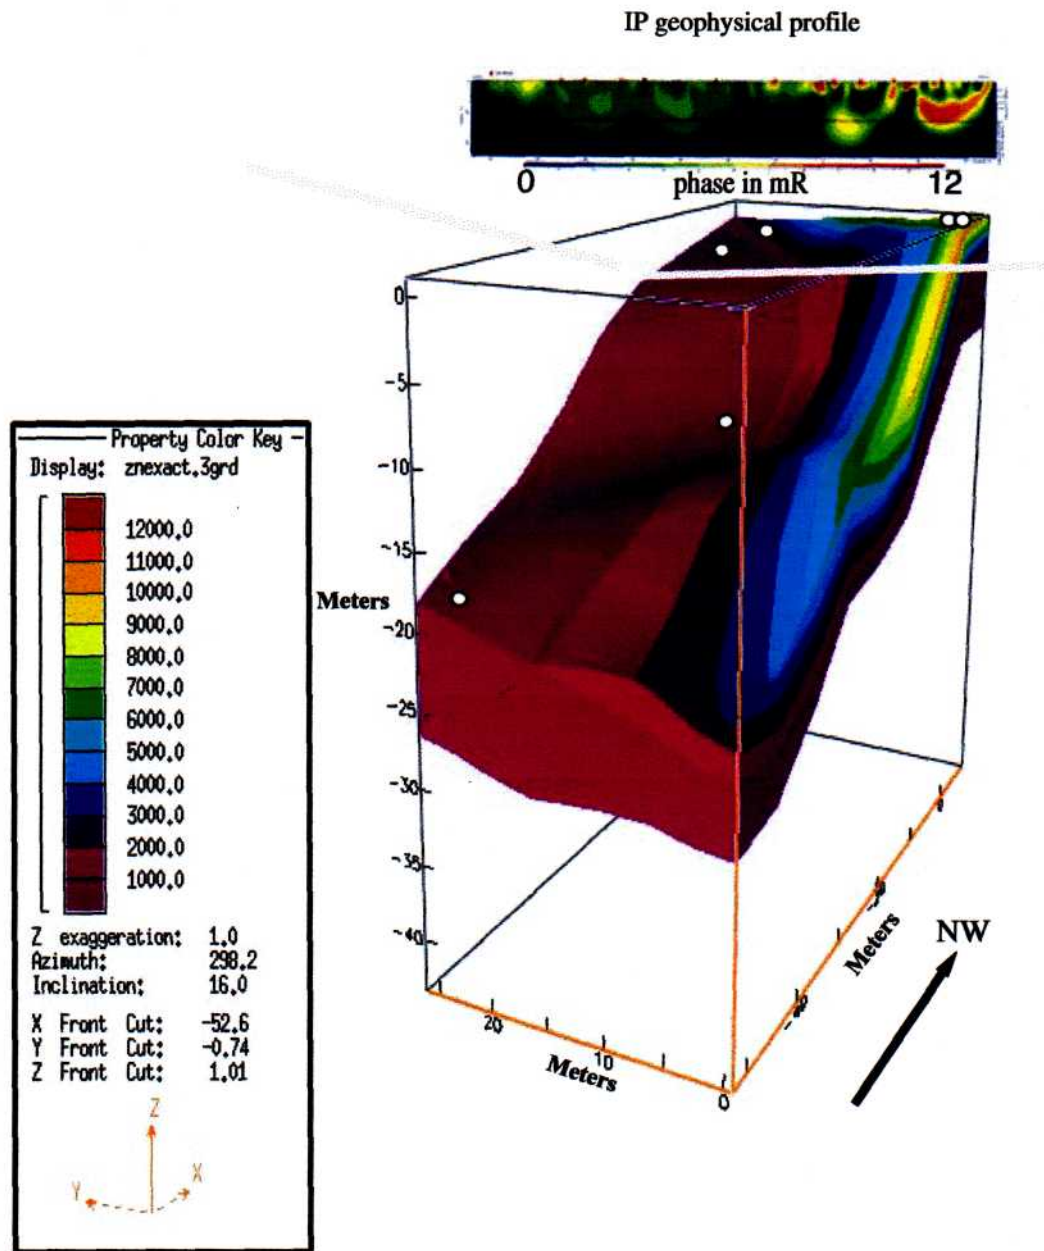 IP geophysical profile
0 phase in mR 12
0
-5
-10
-15
Meters
-20
-25
-30
-35
-40
20
10
0
Meters
Meters
NW
Property Color Key
Display: znexact.3grd
12000.0
11000.0
10000.0
9000.0
8000.0
7000.0
6000.0
5000.0
4000.0
3000.0
2000.0
1000.0
Z exaggeration: 1.0
Azimuth: 298.2
Inclination: 16.0
X Front Cut: -52.6
Y Front Cut: -0.74
Z Front Cut: 1.01
Z
Y
X